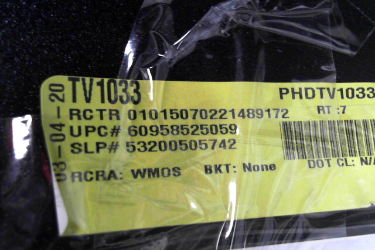 03-04-20
TV1033 PHDTV1033
RCTR 01015070221489172 RT :7
UPC# 60958525059
SLP# 53200505742
RCRA: WMOS BKT: None DOT CL: N/